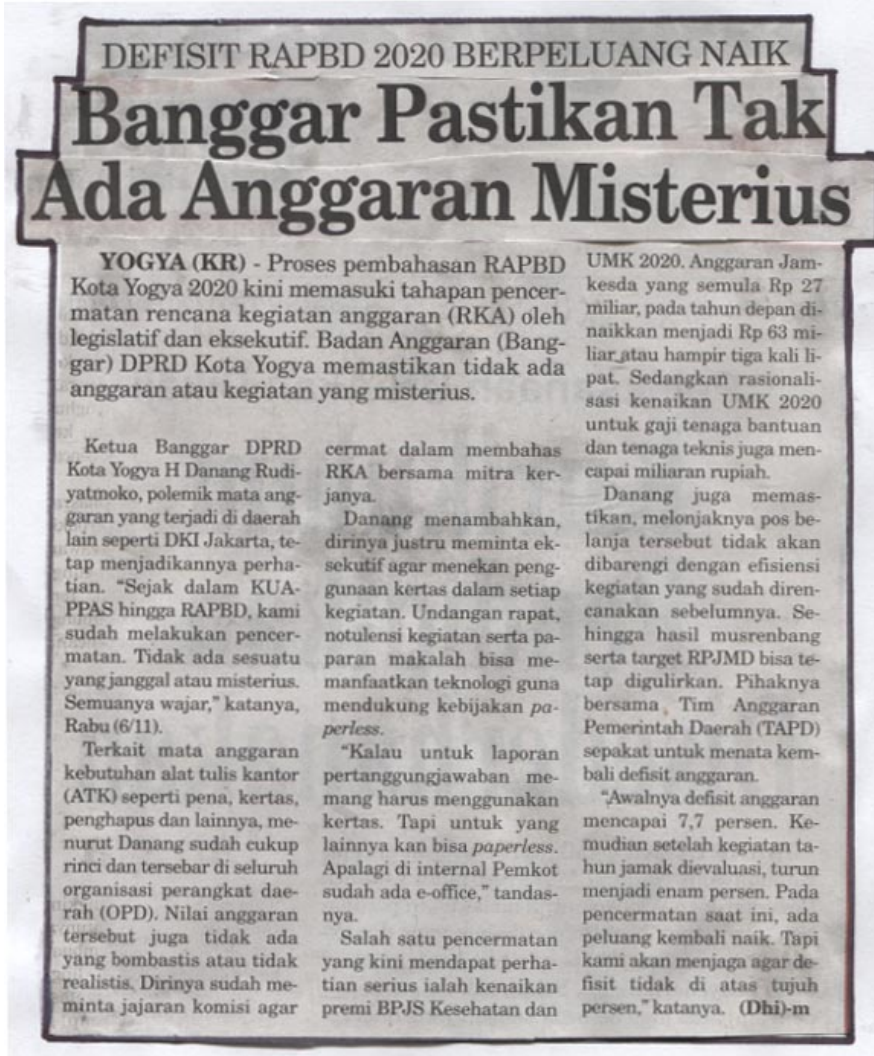 DEFISIT RAPBD 2020 BERPELUANG NAIK
Banggar Pastikan Tak
Ada Anggaran Misterius
YOGYA (KR) - Proses pembahasan RAPBD
Kota Yogya 2020 kini memasuki tahapan pencer-
matan rencana kegiatan anggaran (RKA) oleh
legislatif dan eksekutif. Badan Anggaran (Bang-
gar) DPRD Kota Yogya memastikan tidak ada
anggaran atau kegiatan yang misterius.
Ketua Banggar DPRD
Kota Yogya H Danang Rudi-
yatmoko, polemik mata ang-
garan yang terjadi di daerah
lain seperti DKI Jakarta, te-
tap menjadikannya perha-
tian. "Sejak dalam KUA-
PPAS hingga RAPBD, kami
sudah melakukan pencer-
matan. Tidak ada sesuatu
yang janggal atau misterius.
Semuanya wajar," katanya,
Rabu (6/11).
Terkait mata anggaran
kebutuhan alat tulis kantor
(ATK) seperti pena, kertas,
penghapus dan lainnya, me-
nurut Danang sudah cukup
rinci dan tersebar di seluruh
organisasi perangkat dae-
rah (OPD). Nilai anggaran
tersebut juga tidak ada
yang bombastis atau tidak
realistis. Dirinya sudah me-
minta jajaran komisi agar
cermat dalam membahas
RKA bersama mitra ker-
janya.
Danang menambahkan,
dirinya justru meminta ek-
sekutif agar menekan peng-
gunaan kertas dalam setiap
kegiatan. Undangan rapat,
notulensi kegiatan serta pa-
paran makalah bisa me-
manfaatkan teknologi guna
mendukung kebijakan pa-
perless.
"Kalau untuk laporan
pertanggungjawaban me-
mang harus menggunakan
kertas. Tapi untuk yang
lainnya kan bisa paperless.
Apalagi di internal Pemkot
sudah ada e-office," tandas-
nya.
Salah satu pencermatan
yang kini mendapat perha-
tian serius ialah kenaikan
premi BPJS Kesehatan dan
UMK 2020. Anggaran Jam-
kesda yang semula Rp 27
miliar, pada tahun depan di-
naikkan menjadi Rp 63 mi-
liar atau hampir tiga kali li-
pat. Sedangkan rasionali-
sasi kenaikan UMK 2020
untuk gaji tenaga bantuan
dan tenaga teknis juga men-
capai miliaran rupiah.
Danang juga memas-
tikan, melonjaknya pos be-
lanja tersebut tidak akan
dibarengi dengan efisiensi
kegiatan yang sudah diren-
canakan sebelumnya. Se-
hingga hasil musrenbang
serta target RPJMD bisa te-
tap digulirkan. Pihaknya
bersama Tim Anggaran
Pemerintah Daerah (TAPD)
sepakat untuk menata kem-
bali defisit anggaran.
"Awalnya defisit anggaran
mencapai 7,7 persen. Ke-
mudian setelah kegiatan ta-
hun jamak dievaluasi, turun
menjadi enam persen. Pada
pencermatan saat ini, ada
peluang kembali naik. Tapi
kami akan menjaga agar de-
fisit tidak di atas tujuh
persen," katanya. (Dhi)-m